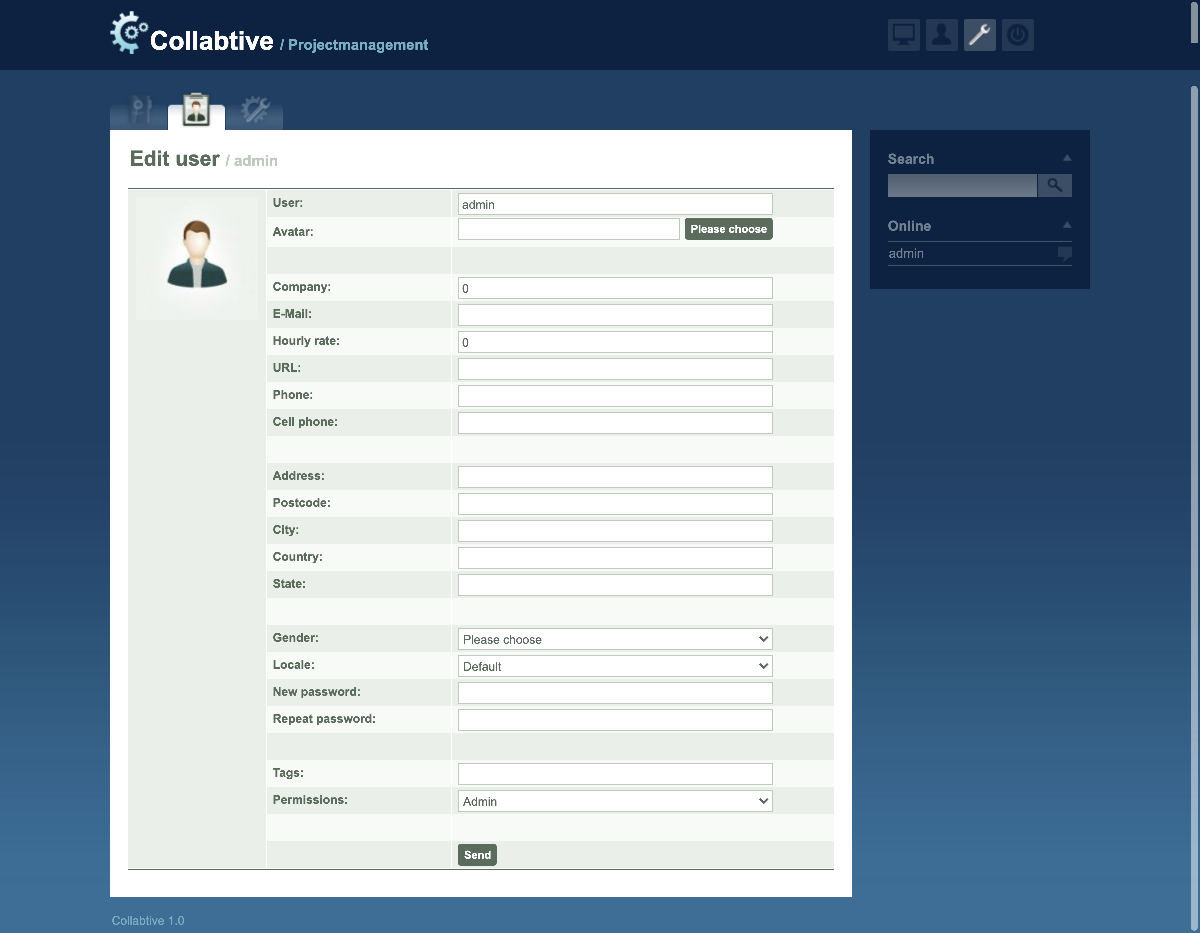 Collabtive / Projectmanagement
Edit user / admin
User: admin
Avatar: Please choose
Company: 0
E-Mail:
Hourly rate: 0
URL:
Phone:
Cell phone:
Address:
Postcode:
City:
Country:
State:
Gender: Please choose
Locale: Default
New password:
Repeat password:
Tags:
Permissions: Admin
Send
Search
Online
admin
Collabtive 1.0